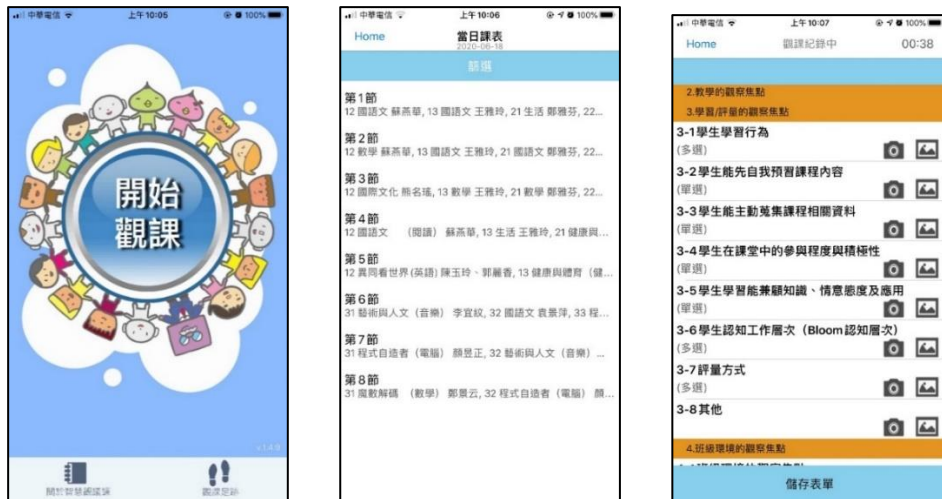 中華電信
上午10:05
100%
開始
觀課
v1.4.9
關於智慧觀議課
觀課足跡
中華電信
上午10:06
100%
Home
當日課表
2020-06-18
篩選
第1節
12 國語文 蘇燕華, 13 國語文 王雅玲, 21 生活 鄭雅芬, 22...
第2節
12 數學 蘇燕華, 13 國語文 王雅玲, 21 國語文 鄭雅芬, 22...
第3節
12 國際文化 熊名瑤, 13 數學 王雅玲, 21 數學 鄭雅芬, 22...
第4節
12 國語文 （閱讀） 蘇燕華, 13 生活 王雅玲, 21 健康與...
第5節
12 異同看世界(英語) 陳玉玲、郭麗香, 13 健康與體育（健...
第6節
31 藝術與人文（音樂） 李宜紋, 32 國語文 袁景萍, 33 程...
第7節
31 程式自造者（電腦） 顏昱正, 32 藝術與人文（音樂）...
第8節
31 魔數解碼 （數學） 鄭景云, 32 程式自造者（電腦） 顏...
中華電信
上午10:07
100%
Home
觀課紀錄中
00:38
2.教學的觀察焦點
3.學習/評量的觀察焦點
3-1學生學習行為
(多選)
3-2學生能先自我預習課程內容
(單選)
3-3學生能主動蒐集課程相關資料
(單選)
3-4學生在課堂中的參與程度與積極性
(單選)
3-5學生學習能兼顧知識、情意態度及應用
(單選)
3-6學生認知工作層次（Bloom認知層次）
(多選)
3-7評量方式
(多選)
3-8其他
4.班級環境的觀察焦點
儲存表單